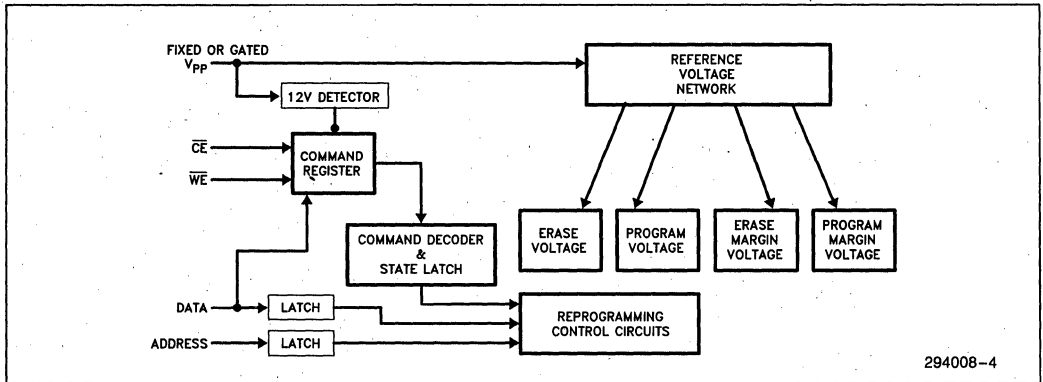 FIXED OR GATED
VPP
12V DETECTOR
CE
WE
COMMAND
REGISTER
COMMAND DECODER
&
STATE LATCH
DATA
LATCH
ADDRESS
LATCH
REPROGRAMMING
CONTROL CIRCUITS
REFERENCE
VOLTAGE
NETWORK
ERASE
VOLTAGE
PROGRAM
VOLTAGE
ERASE
MARGIN
VOLTAGE
PROGRAM
MARGIN
VOLTAGE
294008-4